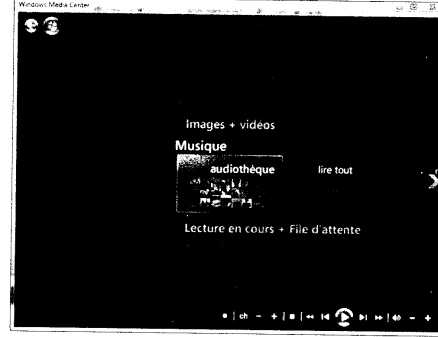 Windows Media Center
Images + vidéos
Musique
audiothèque lire tout
Lecture en cours + File d'attente
ch - +
- +